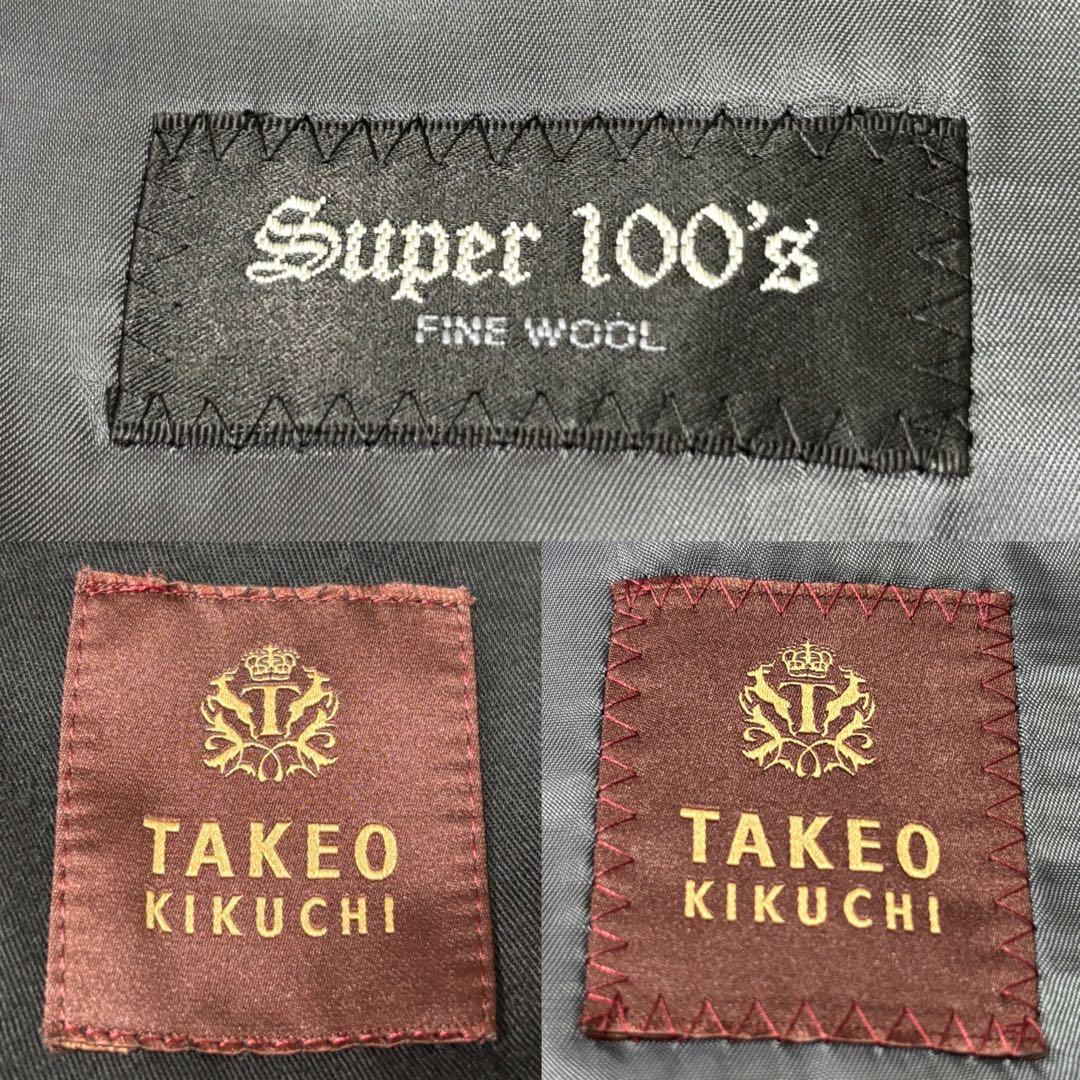 Super 100's
FINE WOOL
T
TAKEO
KIKUCHI
T
TAKEO
KIKUCHI